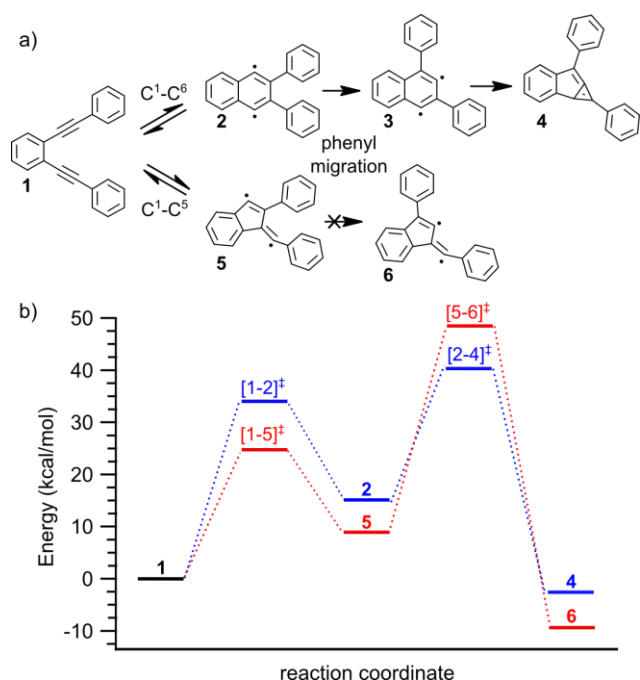 a)
C¹-C⁶
2
3
4
1
phenyl
migration
C¹-C⁵
5
6
b)
50
40
30
20
10
0
-10
Energy (kcal/mol)
[5-6]‡
[2-4]‡
[1-2]‡
[1-5]‡
2
5
1
4
6
reaction coordinate